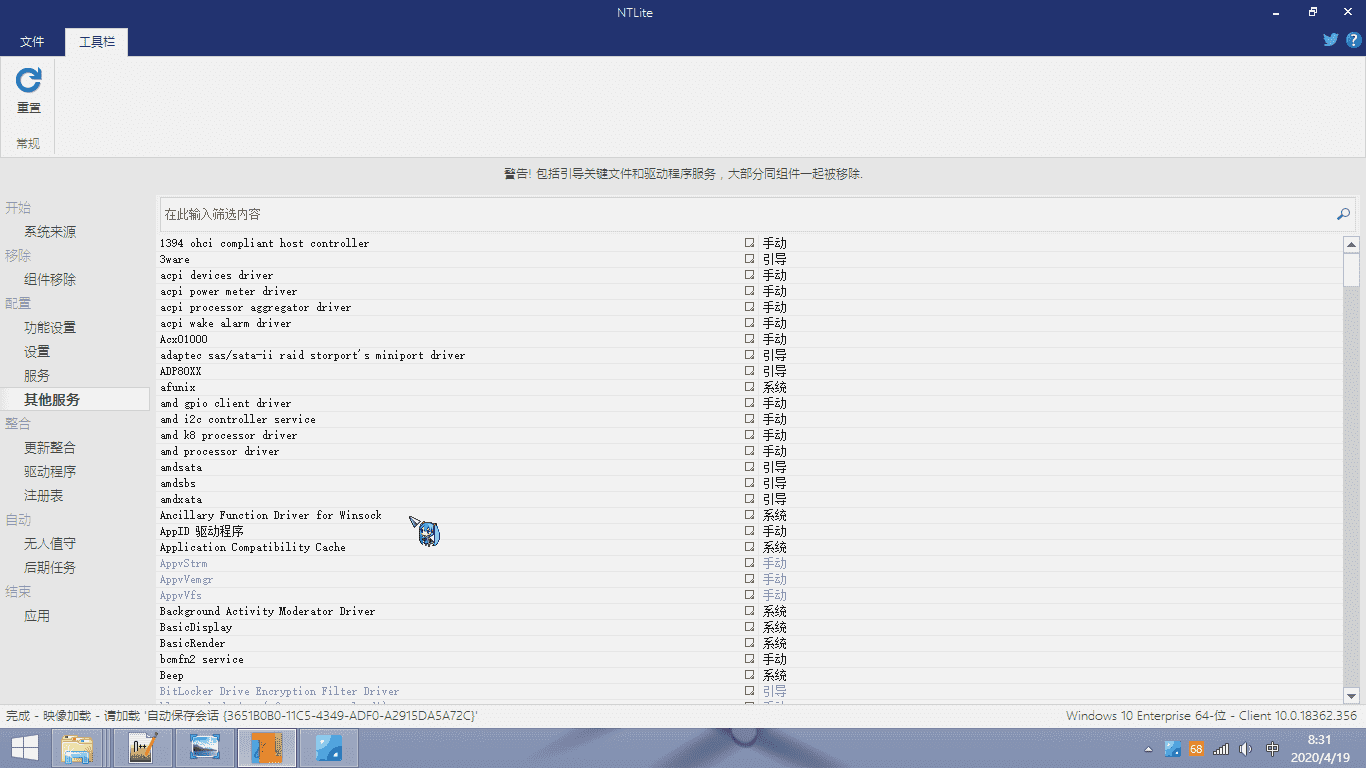 NTLite
文件 工具栏
重置
常规
警告! 包括引导关键文件和驱动程序服务，大部分同组件一起被移除.
开始
系统来源
移除
组件移除
配置
功能设置
设置
服务
其他服务
整合
更新整合
驱动程序
注册表
自动
无人值守
后期任务
结束
应用
在此输入筛选内容
1394 ohci compliant host controller 手动
3ware 引导
acpi devices driver 手动
acpi power meter driver 手动
acpi processor aggregator driver 手动
acpi wake alarm driver 手动
Acx01000 手动
adaptec sas/sata-ii raid storport's miniport driver 引导
ADP80XX 引导
afunix 系统
amd gpio client driver 手动
amd i2c controller service 手动
amd k8 processor driver 手动
amd processor driver 手动
amdsata 引导
amdsbs 引导
amdxata 引导
Ancillary Function Driver for Winsock 系统
AppID 驱动程序 手动
Application Compatibility Cache 系统
AppvStrm 手动
AppvVemgr 手动
AppvVfs 手动
Background Activity Moderator Driver 系统
BasicDisplay 系统
BasicRender 系统
bcmfn2 service 手动
Beep 系统
BitLocker Drive Encryption Filter Driver 引导
完成 - 映像加载 - 请加载 '自动保存会话 {3651B0B0-11C5-4349-ADF0-A2915DA5A72C}'
Windows 10 Enterprise 64-位 - Client 10.0.18362.356
68 中
8:31
2020/4/19